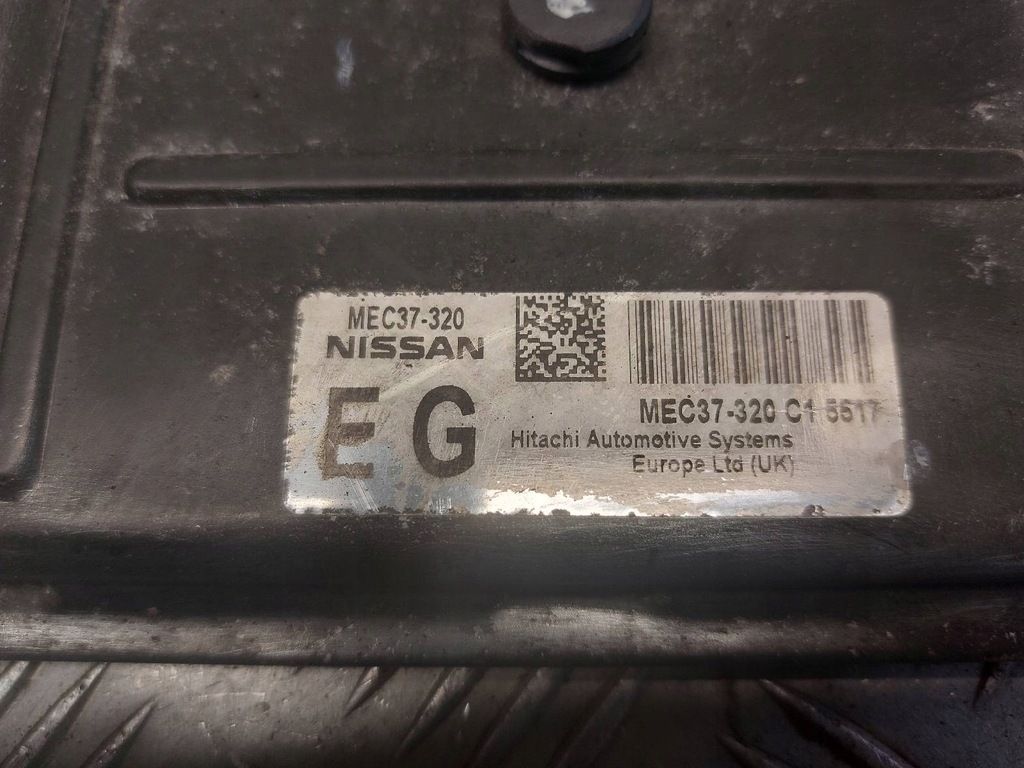 MEC37-320
NISSAN
E G
MEC37-320 C1 5517
Hitachi Automotive Systems
Europe Ltd (UK)